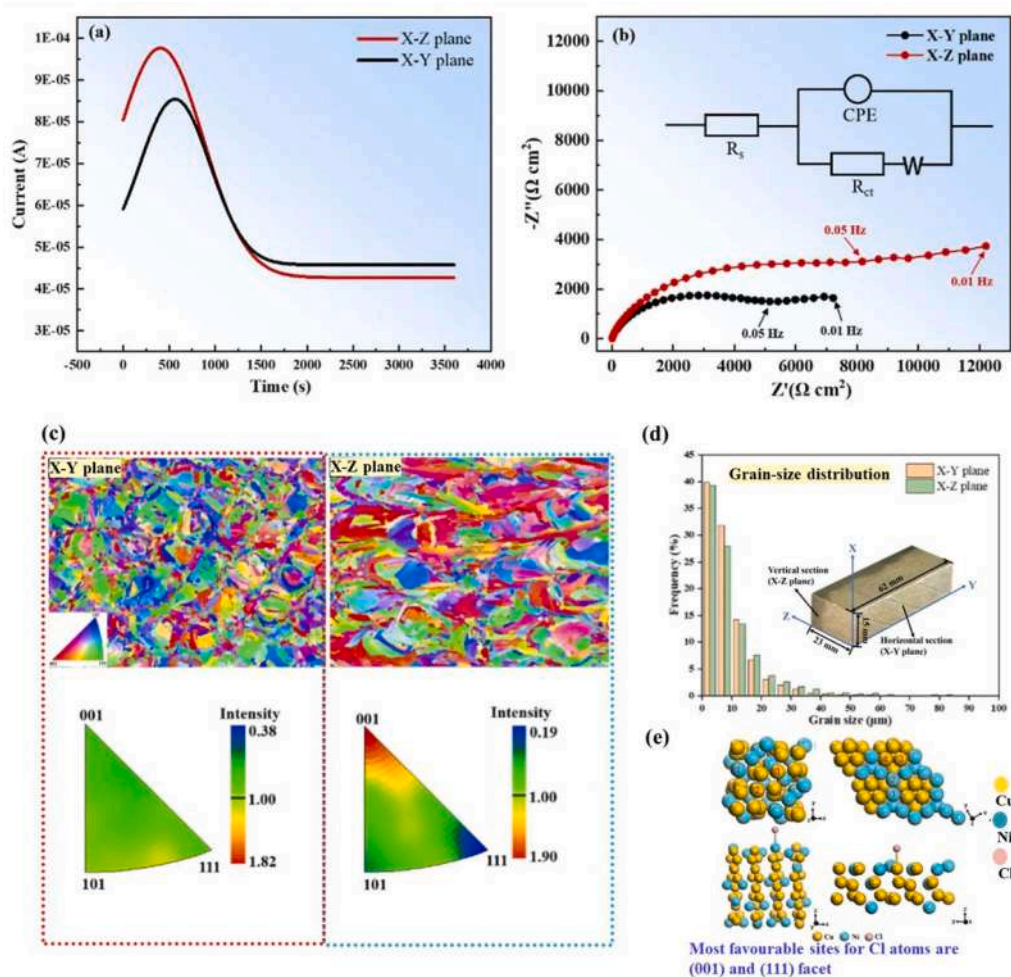 (a)
X-Z plane
X-Y plane
1E-04
9E-05
8E-05
7E-05
6E-05
5E-05
4E-05
3E-05
Current (A)
-500 0 500 1000 1500 2000 2500 3000 3500 4000
Time (s)
(b)
X-Y plane
X-Z plane
12000
10000
8000
6000
4000
2000
0
-Z''(Ω cm²)
CPE
Rs
Rct
W
0.05 Hz
0.01 Hz
0.05 Hz
0.01 Hz
0 2000 4000 6000 8000 10000 12000
Z'(Ω cm²)
(c)
X-Y plane
X-Z plane
001
101
111
Intensity
0.38
1.00
1.82
001
101
111
Intensity
0.19
1.00
1.90
(d)
Grain-size distribution
X-Y plane
X-Z plane
45
40
35
30
25
20
15
10
5
0
Frequency (%)
Vertical section
(X-Z plane)
X
Y
Z
62 mm
15 mm
23 mm
Horizontal section
(X-Y plane)
0 10 20 30 40 50 60 70 80 90 100
Grain size (μm)
(e)
Cu
Ni
Cl
Cu Ni Cl
Most favourable sites for Cl atoms are
(001) and (111) facet